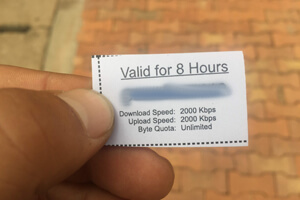 Valid for 8 Hours
Download Speed: 2000 Kbps
Upload Speed: 2000 Kbps
Byte Quota: Unlimited